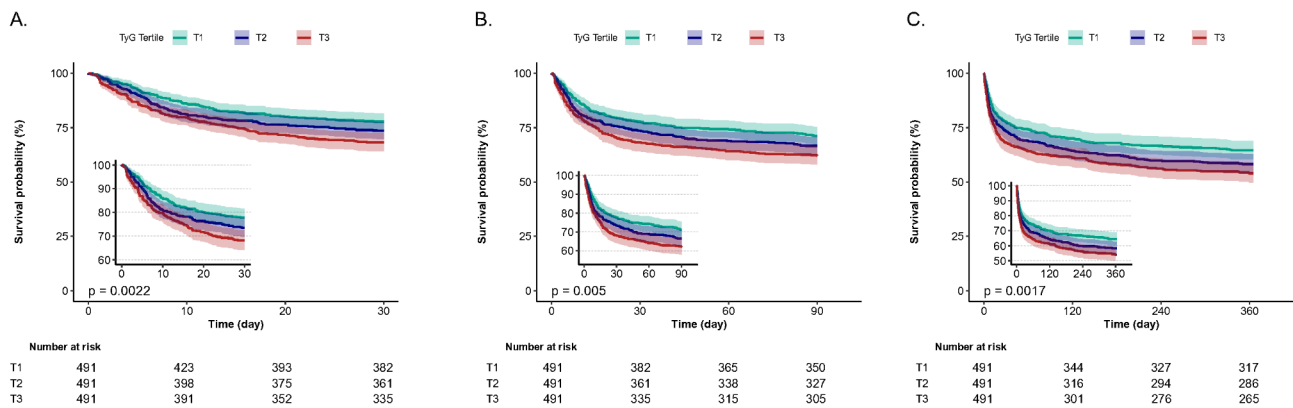 A.
TyG Tertile T1 T2 T3
Survival probability (%)
100
75
50
25
0
100
90
80
70
60
0 10 20 30
p = 0.0022
0 10 20 30
Time (day)
Number at risk
T1 491 423 393 382
T2 491 398 375 361
T3 491 391 352 335
B.
TyG Tertile T1 T2 T3
Survival probability (%)
100
75
50
25
0
100
90
80
70
60
0 30 60 90
p = 0.005
0 30 60 90
Time (day)
Number at risk
T1 491 382 365 350
T2 491 361 338 327
T3 491 335 315 305
C.
TyG Tertile T1 T2 T3
Survival probability (%)
100
75
50
25
0
100
90
80
70
60
50
0 120 240 360
p = 0.0017
0 120 240 360
Time (day)
Number at risk
T1 491 344 327 317
T2 491 316 294 286
T3 491 301 276 265